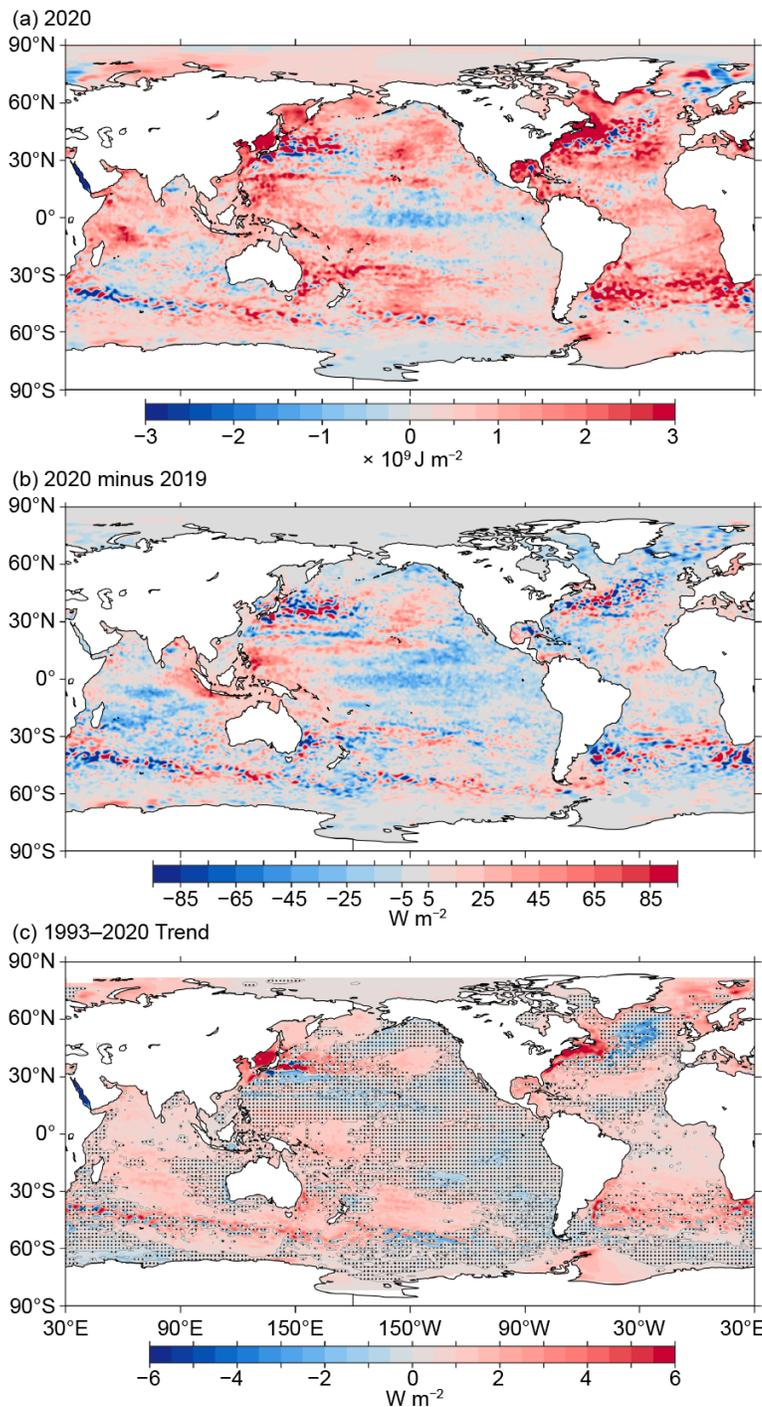 (a) 2020
90°N
60°N
30°N
0°
30°S
60°S
90°S
−3 −2 −1 0 1 2 3
× 10⁹ J m⁻²
(b) 2020 minus 2019
90°N
60°N
30°N
0°
30°S
60°S
90°S
−85 −65 −45 −25 −5 5 25 45 65 85
W m⁻²
(c) 1993–2020 Trend
90°N
60°N
30°N
0°
30°S
60°S
90°S
30°E 90°E 150°E 150°W 90°W 30°W 30°E
−6 −4 −2 0 2 4 6
W m⁻²